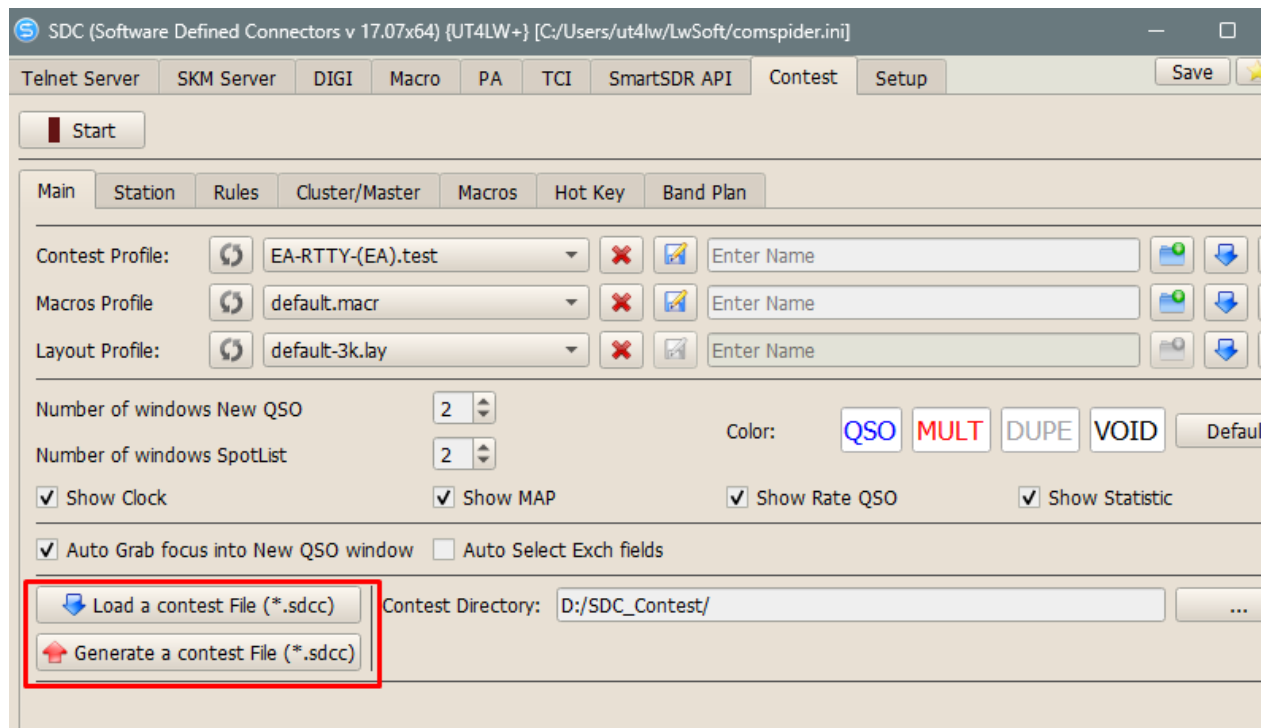 SDC (Software Defined Connectors v 17.07x64) {UT4LW+} [C:/Users/ut4lw/LwSoft/comspider.ini]
Telnet Server SKM Server DIGI Macro PA TCI SmartSDR API Contest Setup Save
Start
Main Station Rules Cluster/Master Macros Hot Key Band Plan
Contest Profile: EA-RTTY-(EA).test Enter Name
Macros Profile default.macr Enter Name
Layout Profile: default-3k.lay Enter Name
Number of windows New QSO 2
Color: QSO MULT DUPE VOID Defaul
Number of windows SpotList 2
Show Clock Show MAP Show Rate QSO Show Statistic
Auto Grab focus into New QSO window Auto Select Exch fields
Load a contest File (*.sdcc) Contest Directory: D:/SDC_Contest/ ...
Generate a contest File (*.sdcc)